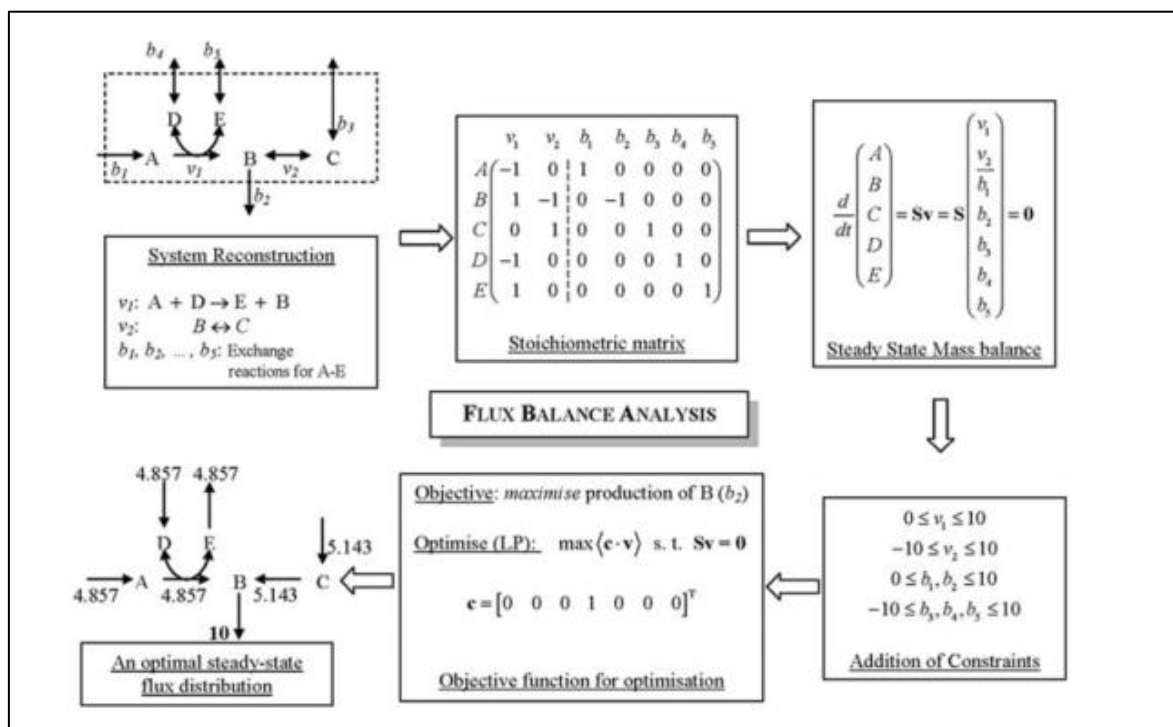 b4 b5
D E
b3
A v1 B v2 C
b1
b2
System Reconstruction
v1: A + D → E + B
v2: B ↔ C
b1, b2, ..., b5: Exchange
reactions for A-E
v1 v2 b1 b2 b3 b4 b5
A −1 0 1 0 0 0 0
B 1 −1 0 −1 0 0 0
C 0 1 0 0 1 0 0
D −1 0 0 0 0 1 0
E 1 0 0 0 0 0 1
Stoichiometric matrix
v1
v2
b1
b2
b3
b4
b5
A
B
C
D
E
d/dt = Sv = S = 0
Steady State Mass balance
FLUX BALANCE ANALYSIS
0 ≤ v1 ≤ 10
−10 ≤ v2 ≤ 10
0 ≤ b1, b2 ≤ 10
−10 ≤ b3, b4, b5 ≤ 10
Addition of Constraints
Objective: maximise production of B (b2)
Optimise (LP): max⟨c · v⟩ s. t. Sv = 0
c = [0 0 0 1 0 0 0]T
Objective function for optimisation
4.857 4.857
D E
5.143
A B C
4.857 4.857 5.143
10
An optimal steady-state
flux distribution